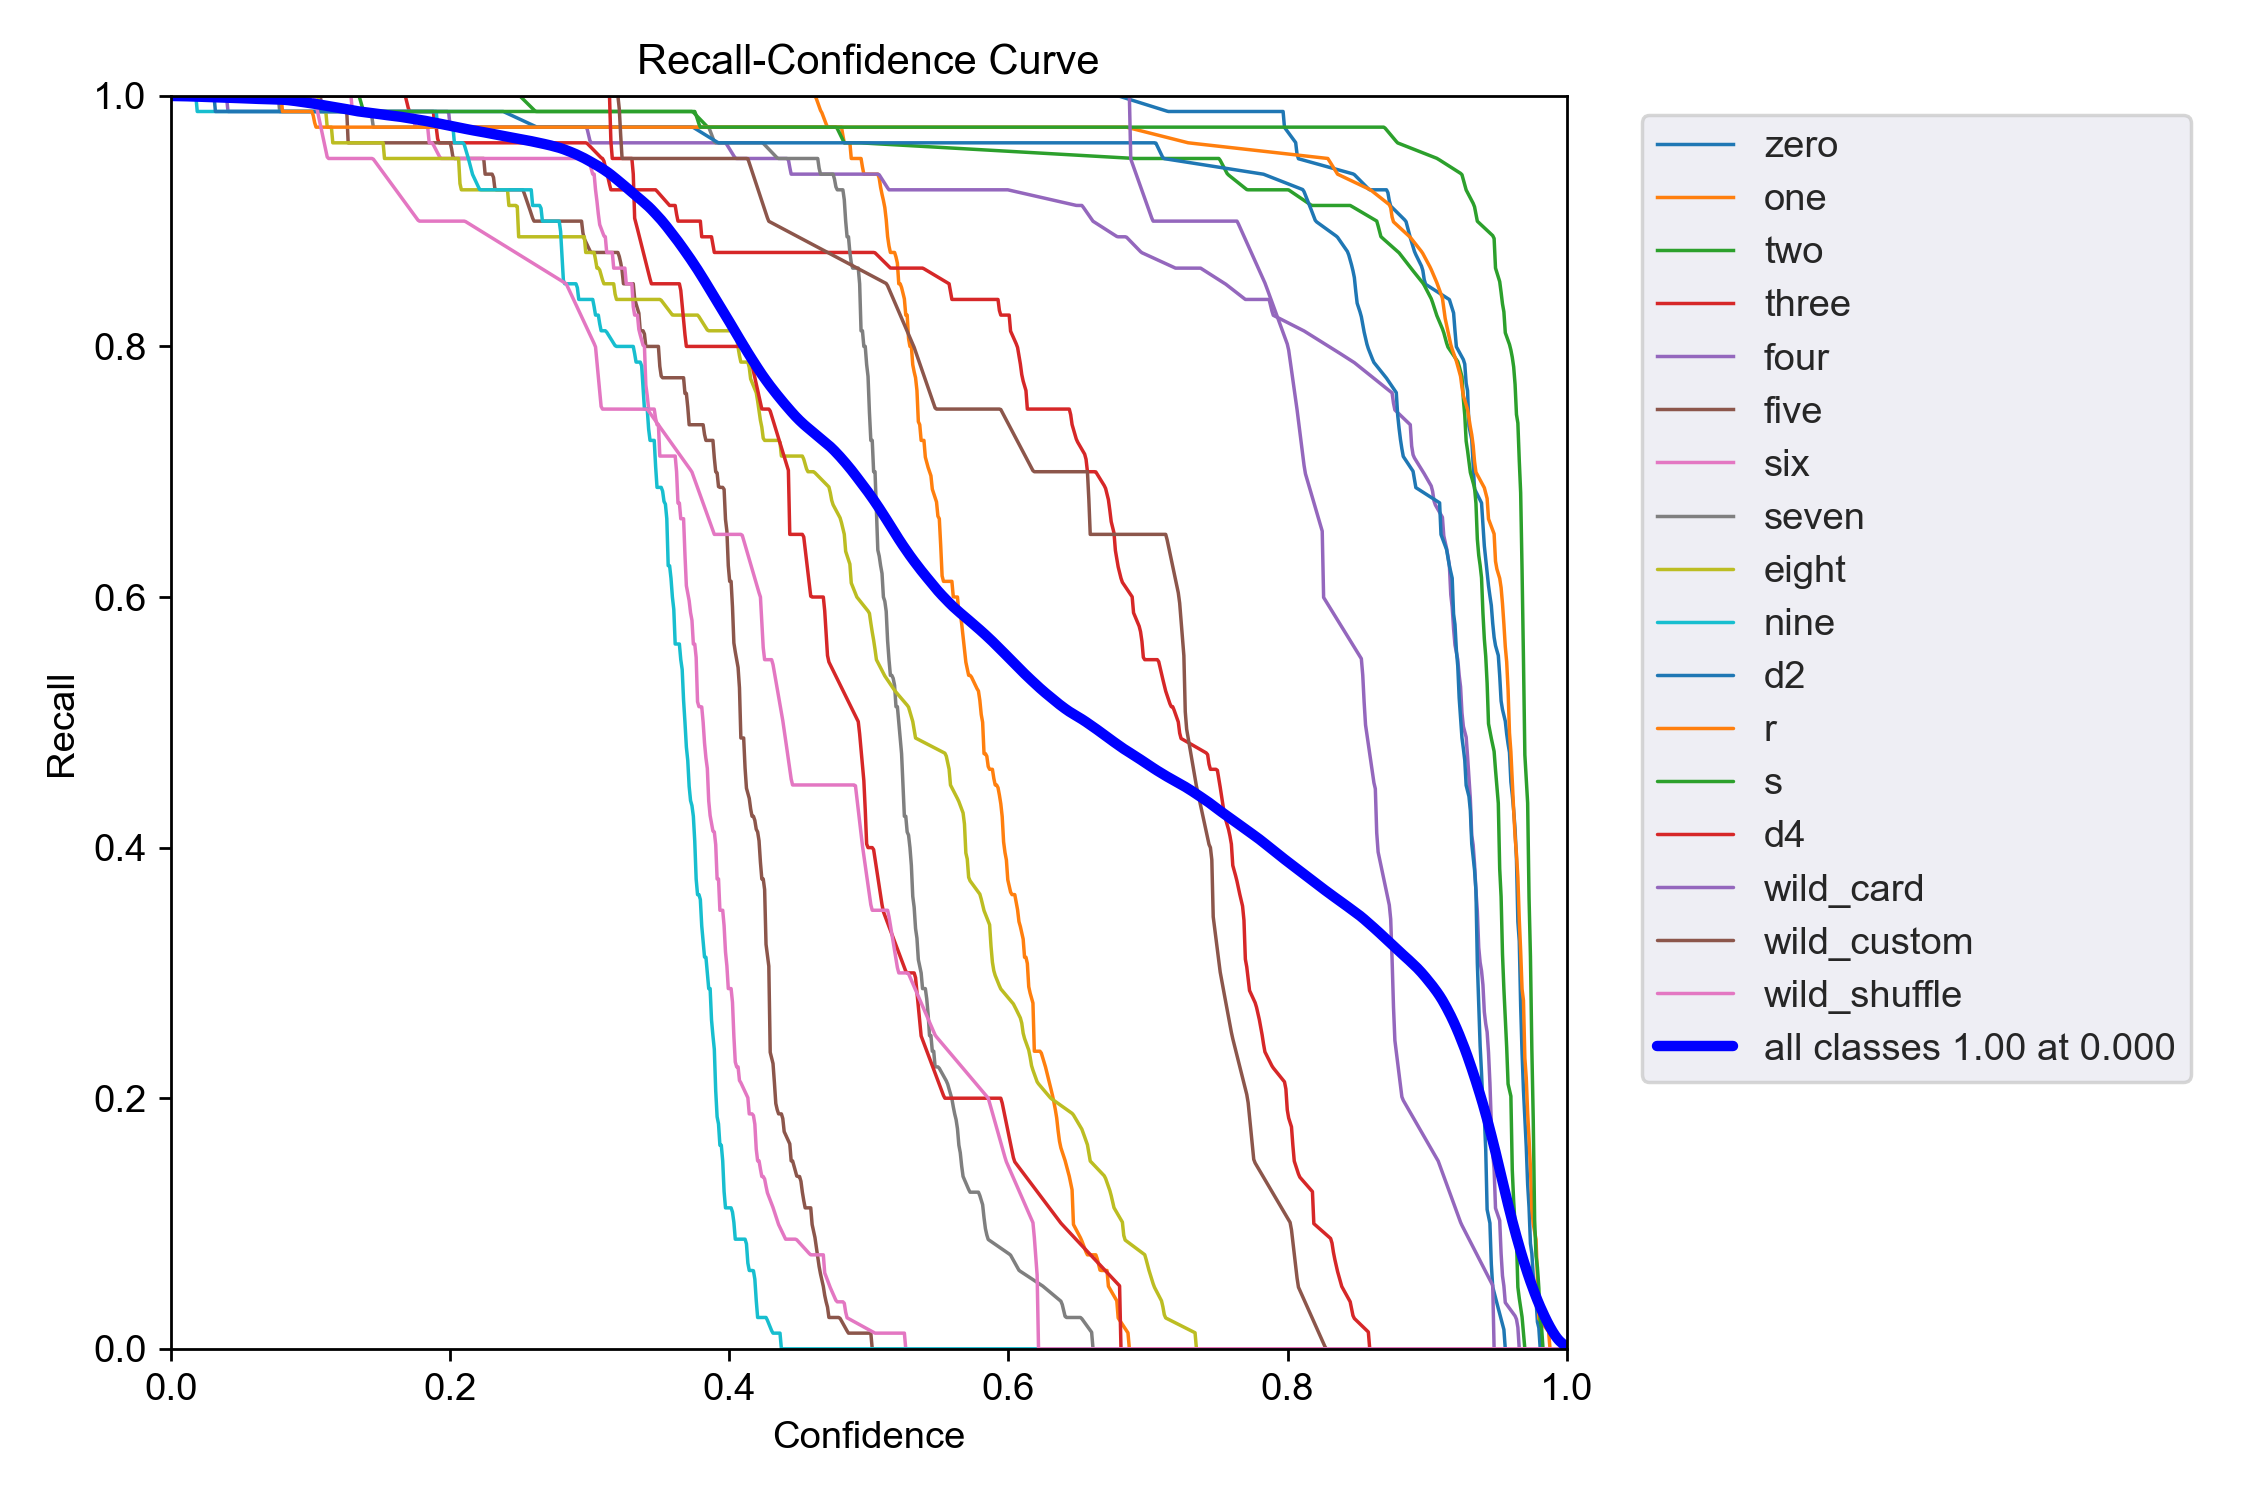 Recall-Confidence Curve
1.0
0.8
0.6
0.4
0.2
0.0
Recall
0.0 0.2 0.4 0.6 0.8 1.0
Confidence
zero
one
two
three
four
five
six
seven
eight
nine
d2
r
s
d4
wild_card
wild_custom
wild_shuffle
all classes 1.00 at 0.000